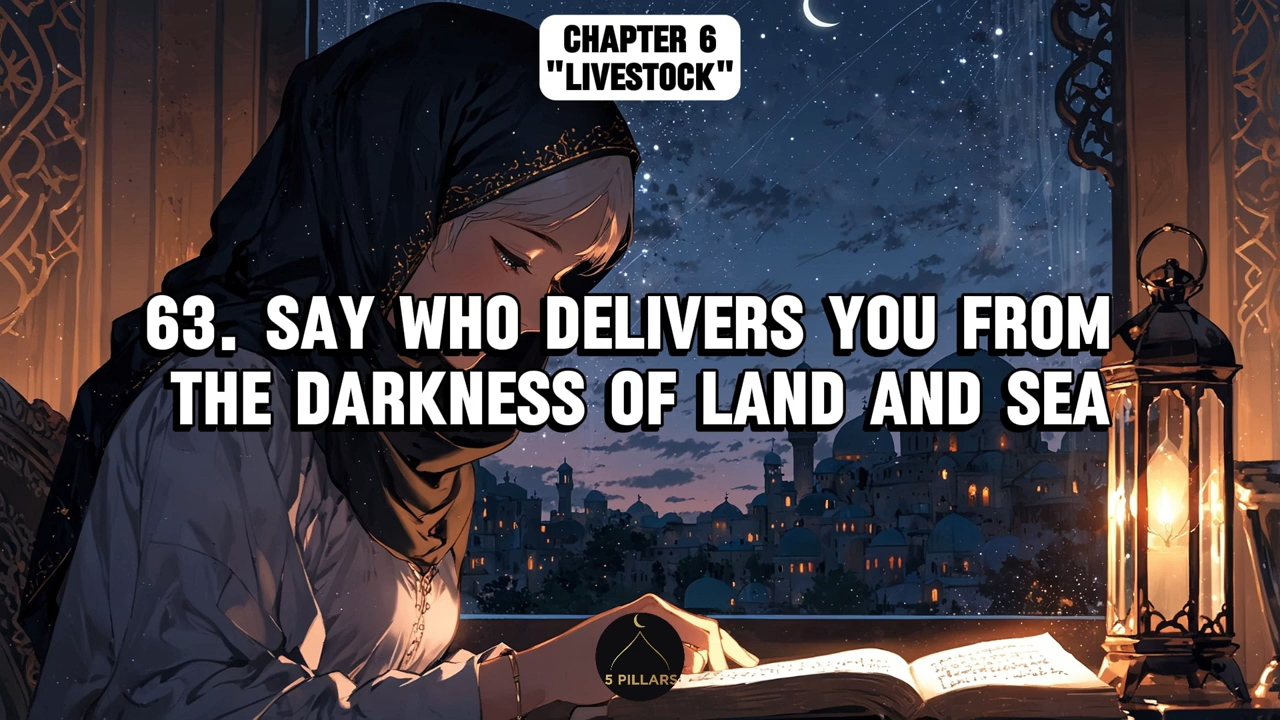 CHAPTER 6
"LIVESTOCK"
63. SAY WHO DELIVERS YOU FROM
THE DARKNESS OF LAND AND SEA
5 PILLARS